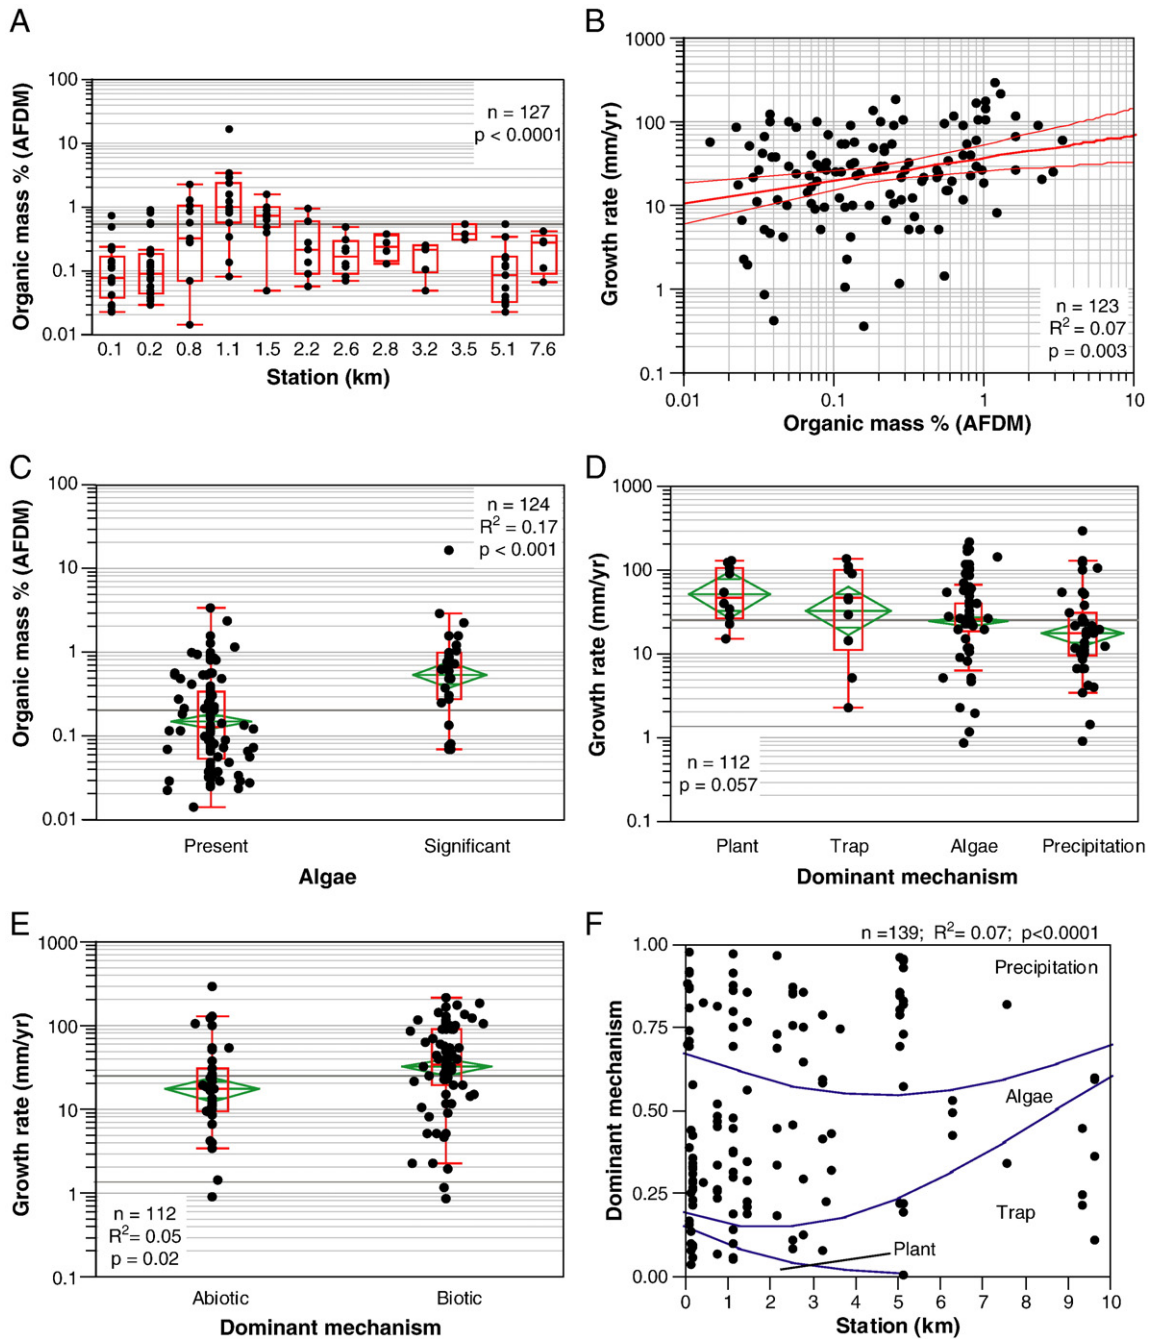 A
Organic mass % (AFDM)
100
10
1
0.1
0.01
n = 127
p < 0.0001
0.1 0.2 0.8 1.1 1.5 2.2 2.6 2.8 3.2 3.5 5.1 7.6
Station (km)
B
Growth rate (mm/yr)
1000
100
10
1
0.1
n = 123
R² = 0.07
p = 0.003
0.01 0.1 1 10
Organic mass % (AFDM)
C
Organic mass % (AFDM)
100
10
1
0.1
0.01
n = 124
R² = 0.17
p < 0.001
Present Significant
Algae
D
Growth rate (mm/yr)
1000
100
10
1
0.1
n = 112
p = 0.057
Plant Trap Algae Precipitation
Dominant mechanism
E
Growth rate (mm/yr)
1000
100
10
1
0.1
n = 112
R²= 0.05
p = 0.02
Abiotic Biotic
Dominant mechanism
F
n =139; R²= 0.07; p<0.0001
Dominant mechanism
1.00
0.75
0.50
0.25
0.00
Precipitation
Algae
Trap
Plant
0 1 2 3 4 5 6 7 8 9 10
Station (km)